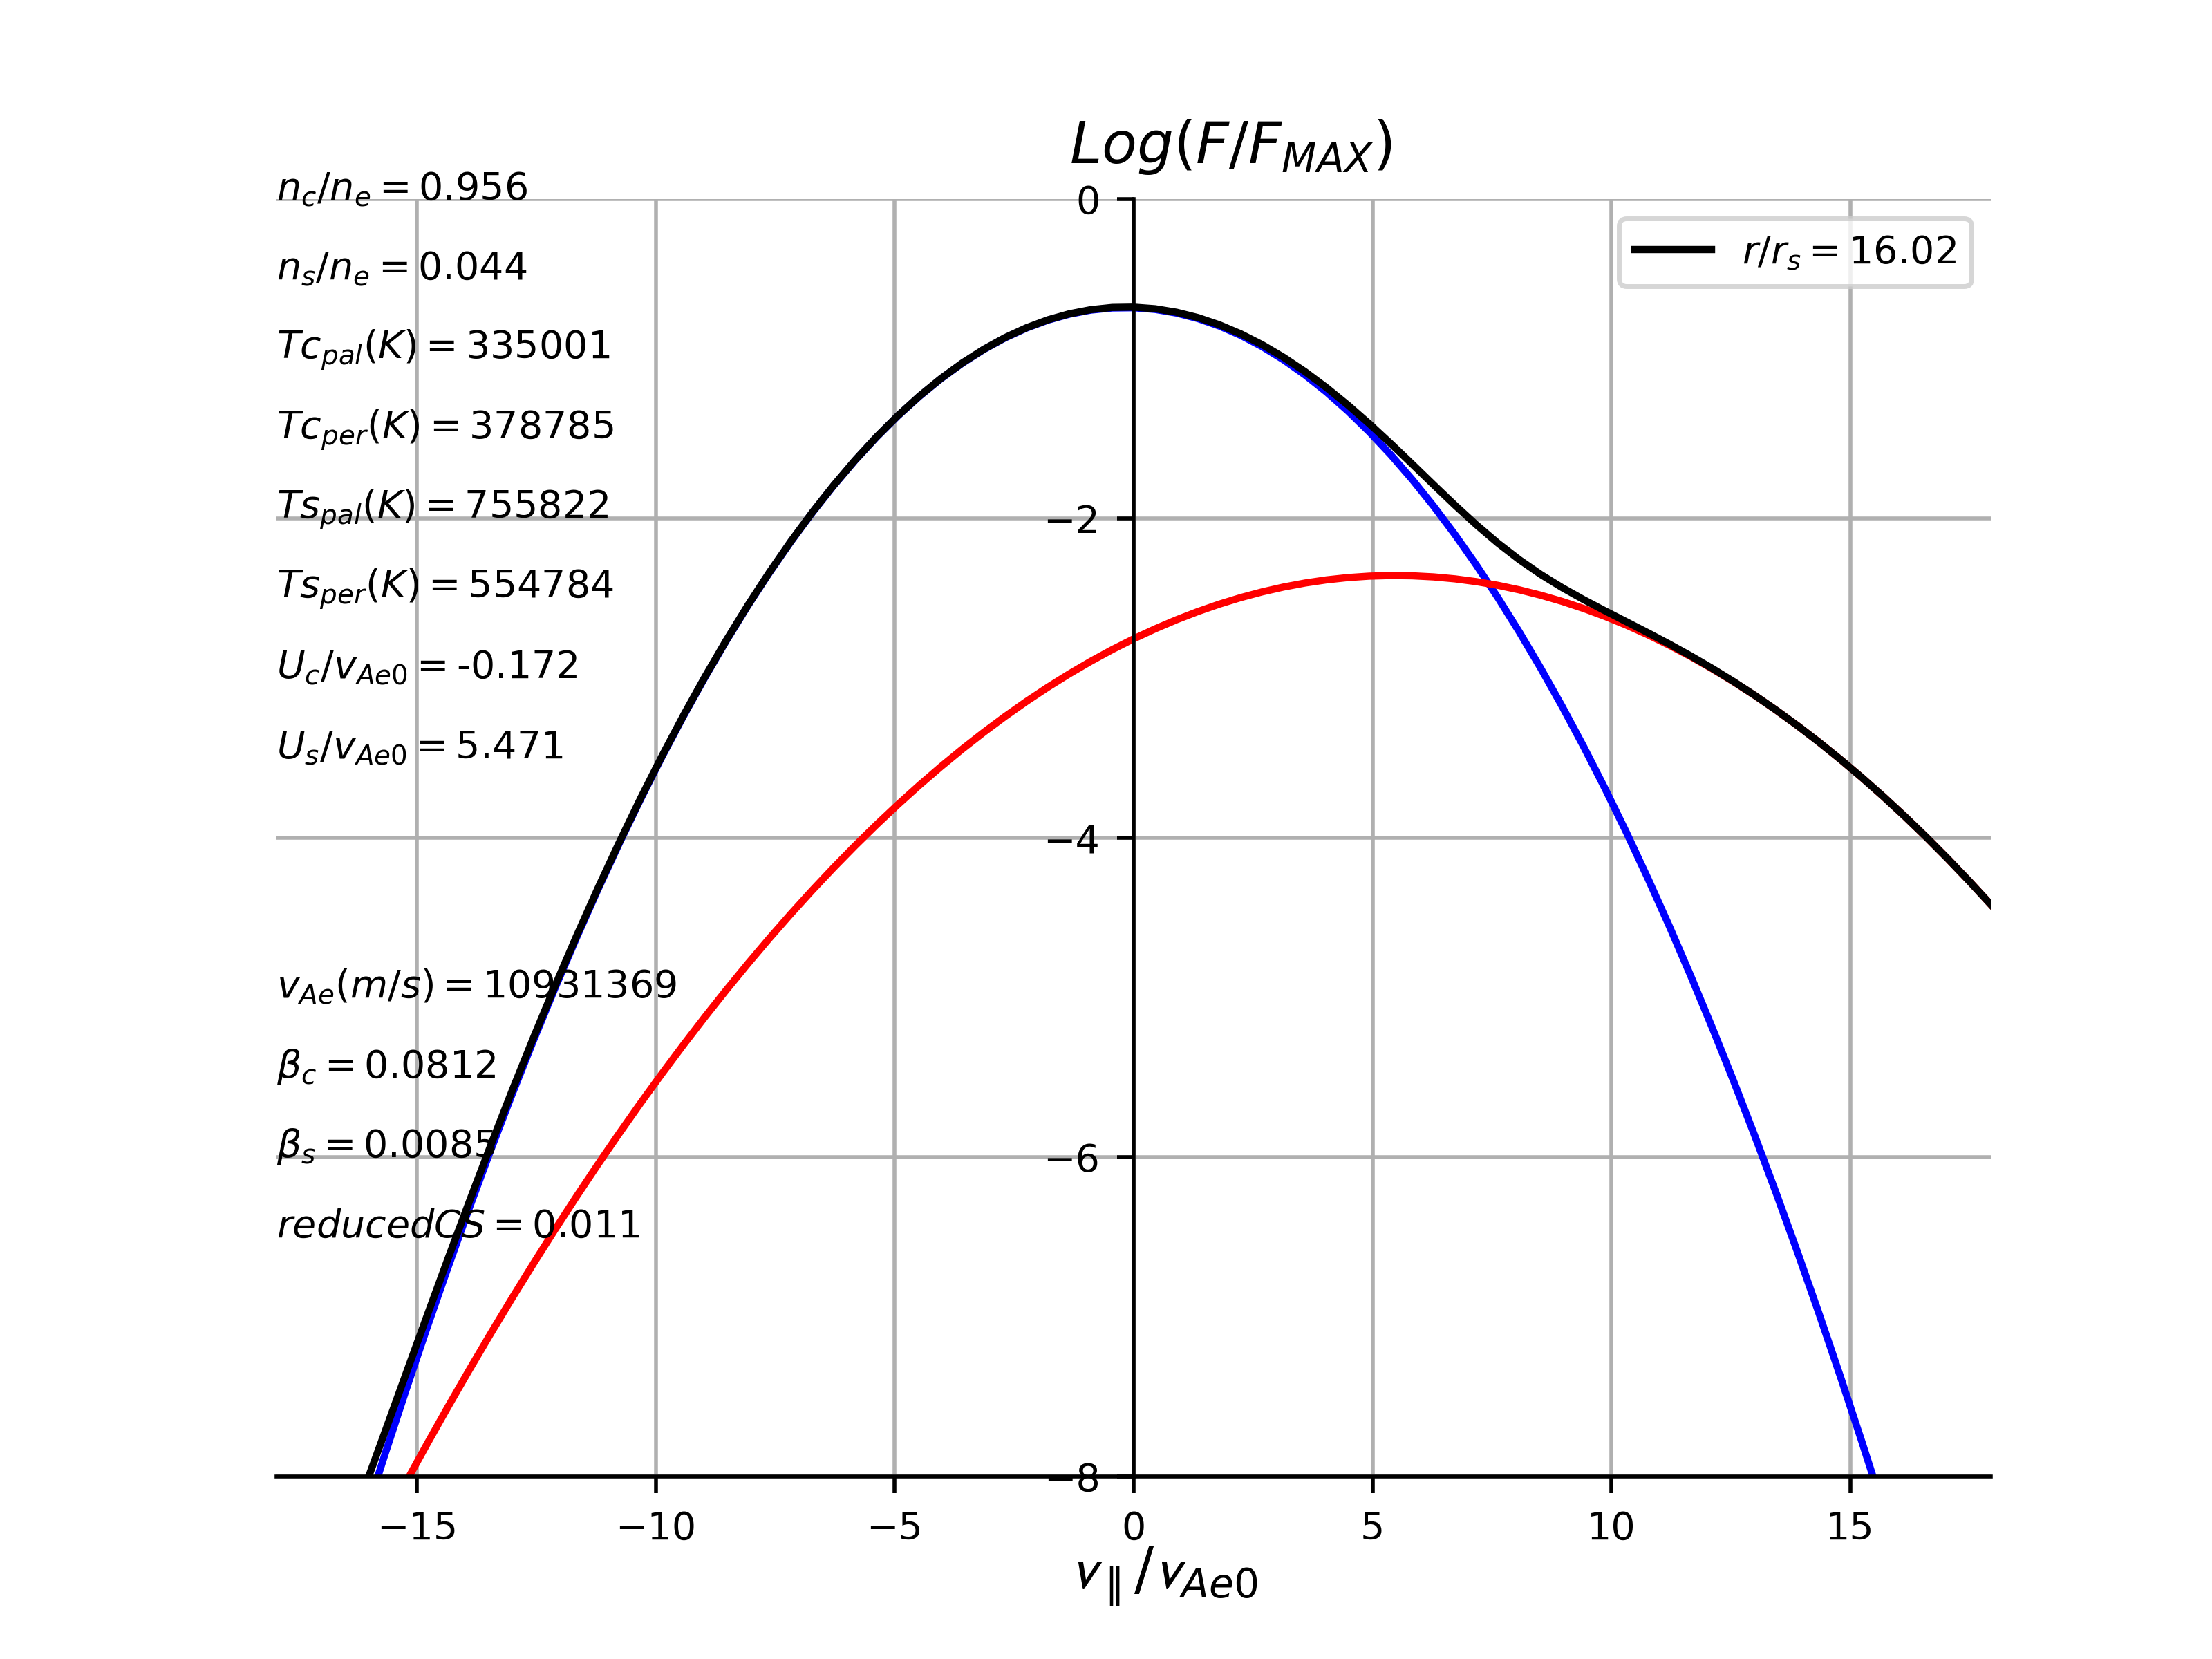 Log(F/F_MAX)
n_c/n_e = 0.956
0
r/r_s = 16.02
n_s/n_e = 0.044
Tc_pal(K) = 335001
Tc_per(K) = 378785
Ts_pal(K) = 755822
−2
Ts_per(K) = 554784
U_c/v_Ae0 = -0.172
U_s/v_Ae0 = 5.471
−4
v_Ae(m/s) = 10931369
β_c = 0.0812
β_s = 0.0085
−6
reducedCS = 0.011
−8
−15 −10 −5 0 5 10 15
v_∥/v_Ae0